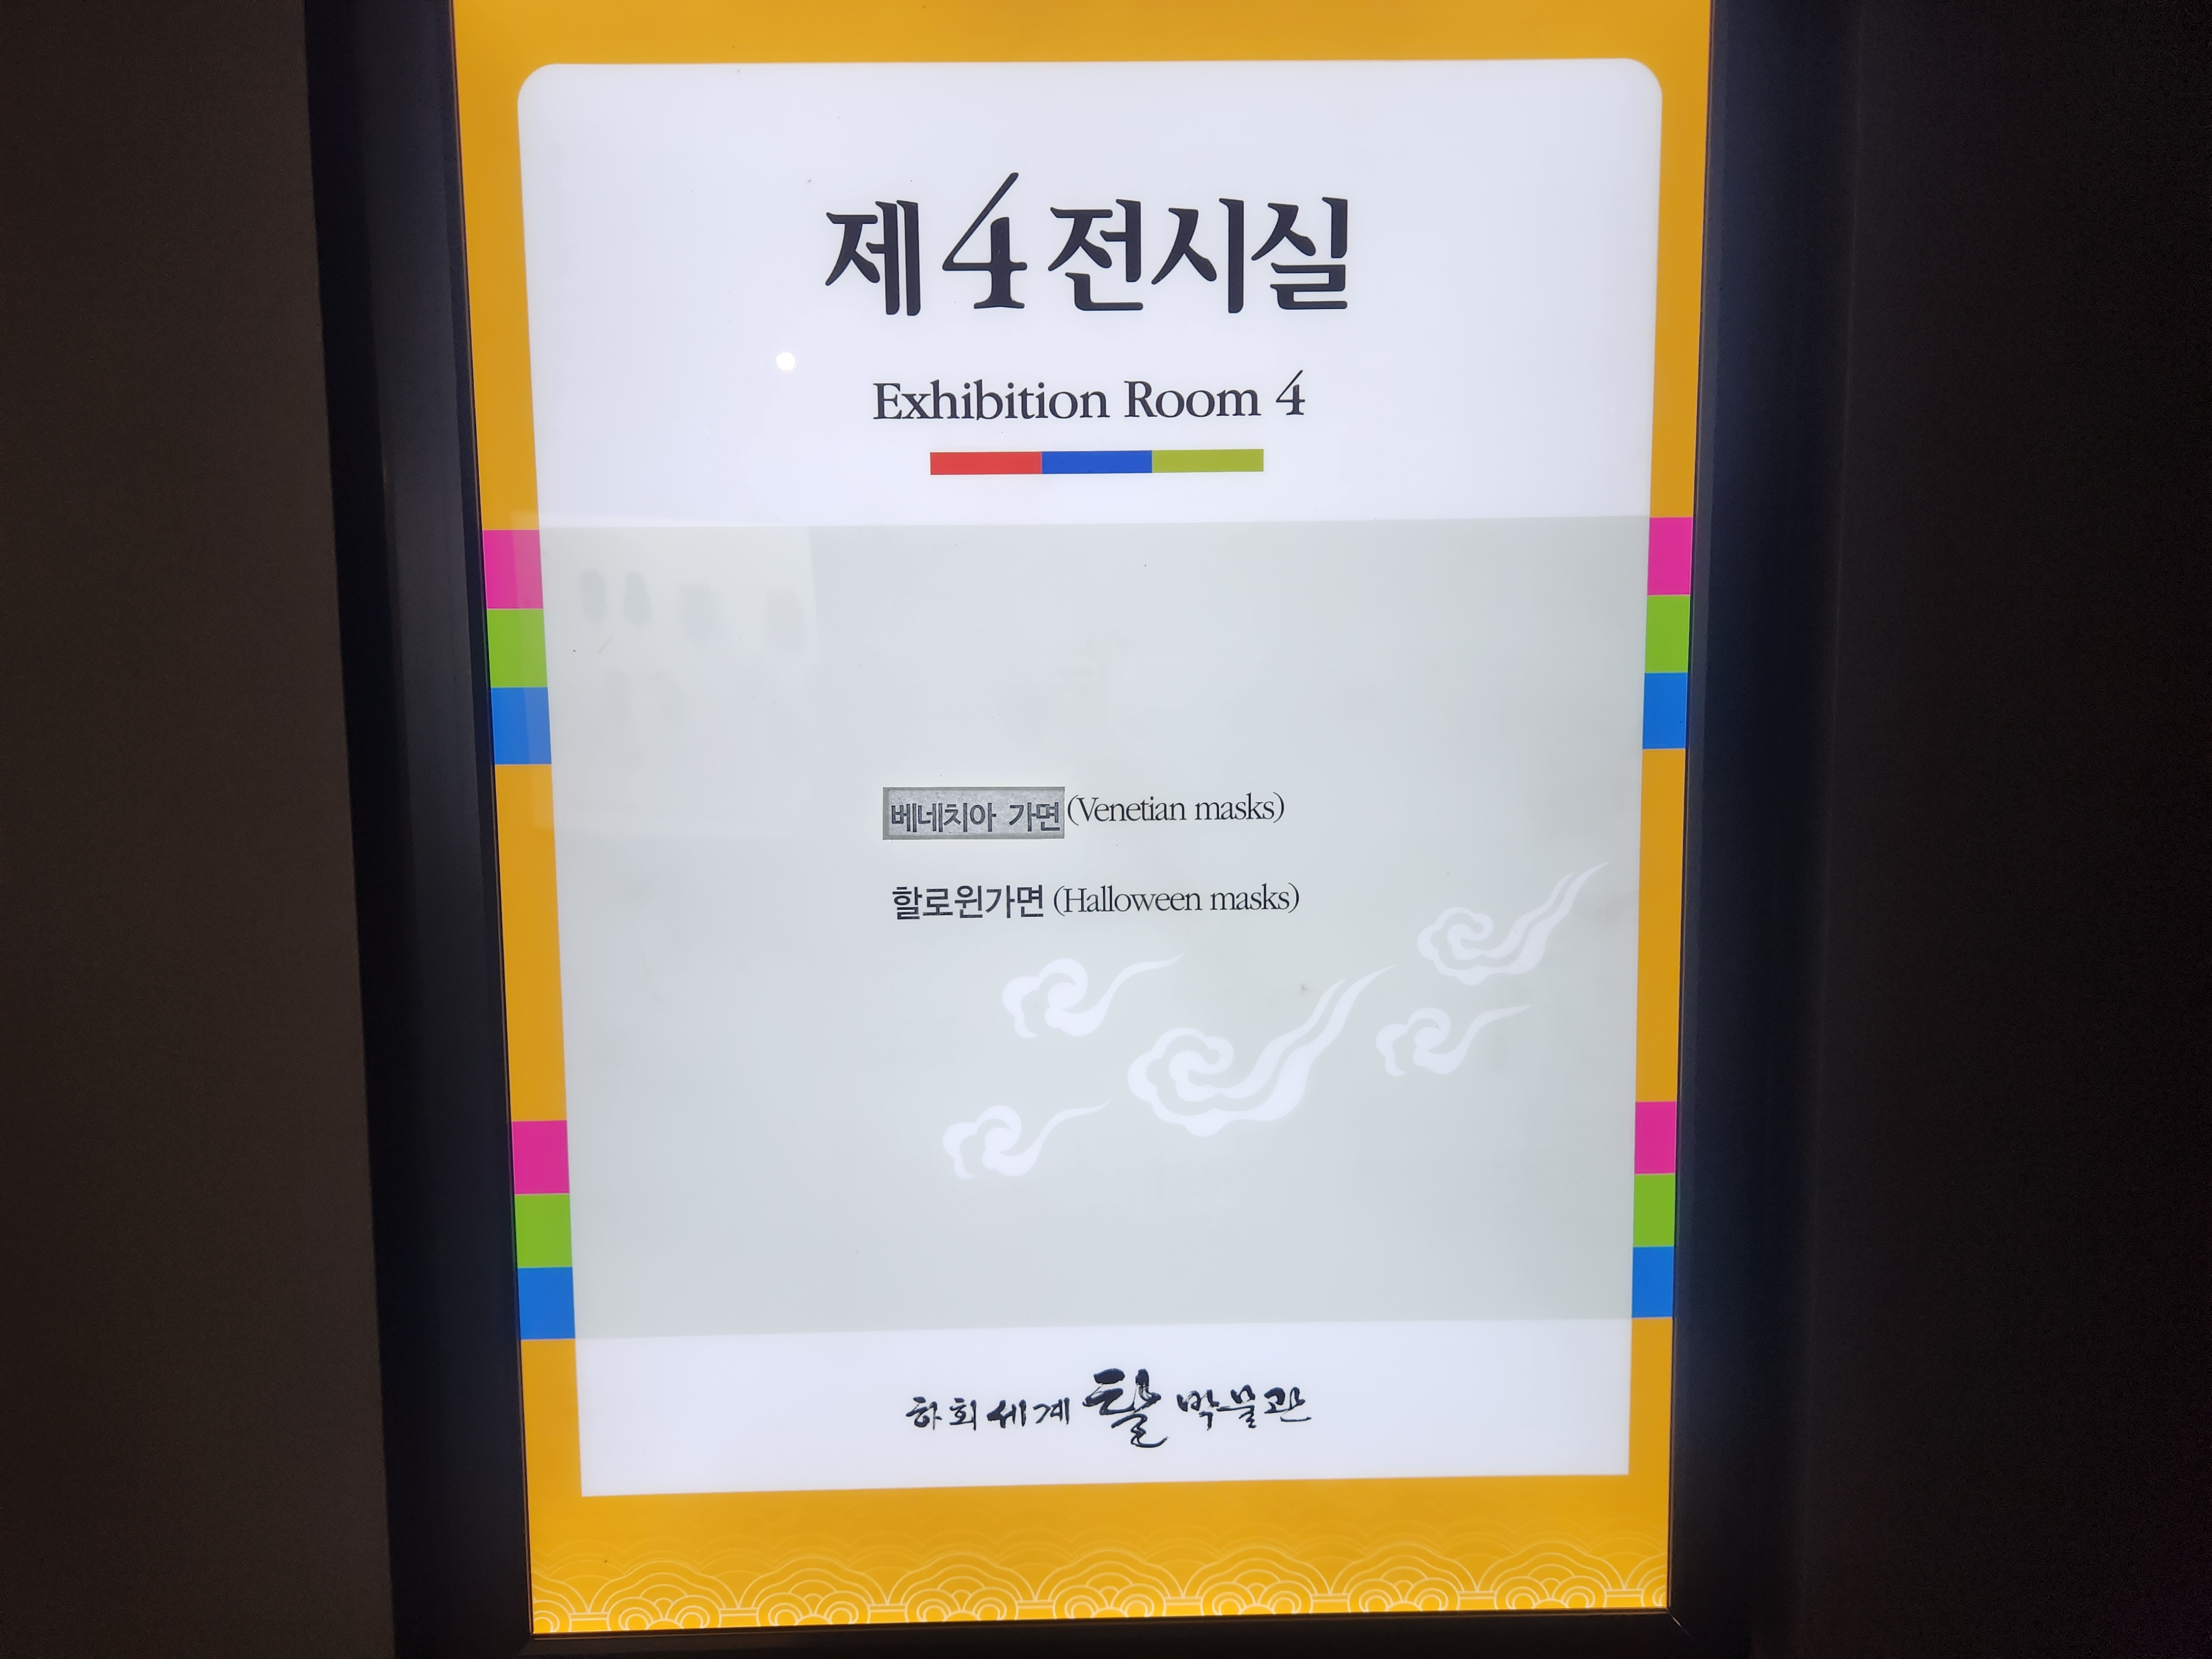 제4전시실
Exhibition Room 4
베네치아 가면(Venetian masks)
할로윈가면 (Halloween masks)
하회세계탈박물관